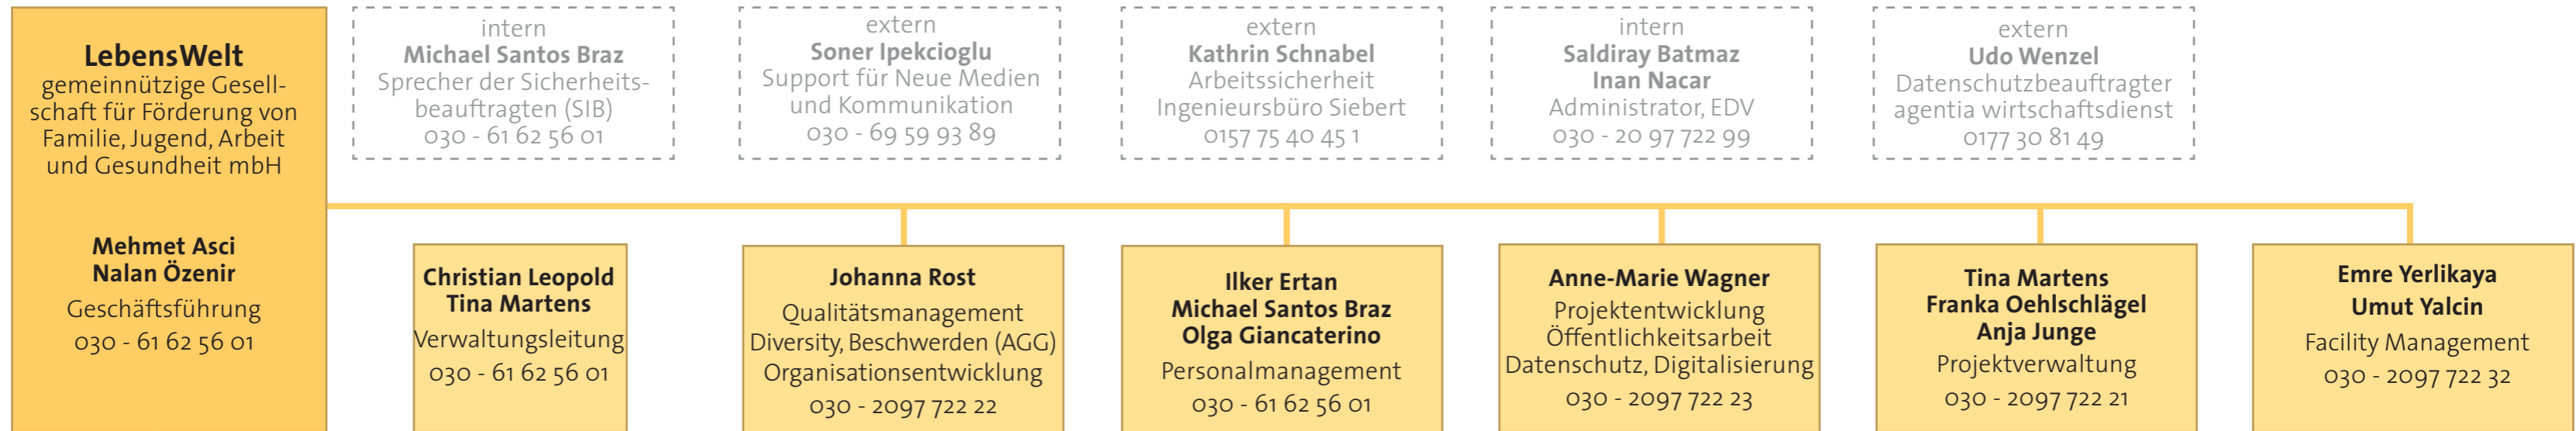 LebensWelt
gemeinnützige Gesell-
schaft für Förderung von
Familie, Jugend, Arbeit
und Gesundheit mbH
Mehmet Asci
Nalan Özenir
Geschäftsführung
030 - 61 62 56 01
intern
Michael Santos Braz
Sprecher der Sicherheits-
beauftragten (SIB)
030 - 61 62 56 01
extern
Soner Ipekcioglu
Support für Neue Medien
und Kommunikation
030 - 69 59 93 89
extern
Kathrin Schnabel
Arbeitssicherheit
Ingenieursbüro Siebert
0157 75 40 45 1
intern
Saldiray Batmaz
Inan Nacar
Administrator, EDV
030 - 20 97 722 99
extern
Udo Wenzel
Datenschutzbeauftragter
agentia wirtschaftsdienst
0177 30 81 49
Christian Leopold
Tina Martens
Verwaltungsleitung
030 - 61 62 56 01
Johanna Rost
Qualitätsmanagement
Diversity, Beschwerden (AGG)
Organisationsentwicklung
030 - 2097 722 22
Ilker Ertan
Michael Santos Braz
Olga Giancaterino
Personalmanagement
030 - 61 62 56 01
Anne-Marie Wagner
Projektentwicklung
Öffentlichkeitsarbeit
Datenschutz, Digitalisierung
030 - 2097 722 23
Tina Martens
Franka Oehlschlägel
Anja Junge
Projektverwaltung
030 - 2097 722 21
Emre Yerlikaya
Umut Yalcin
Facility Management
030 - 2097 722 32